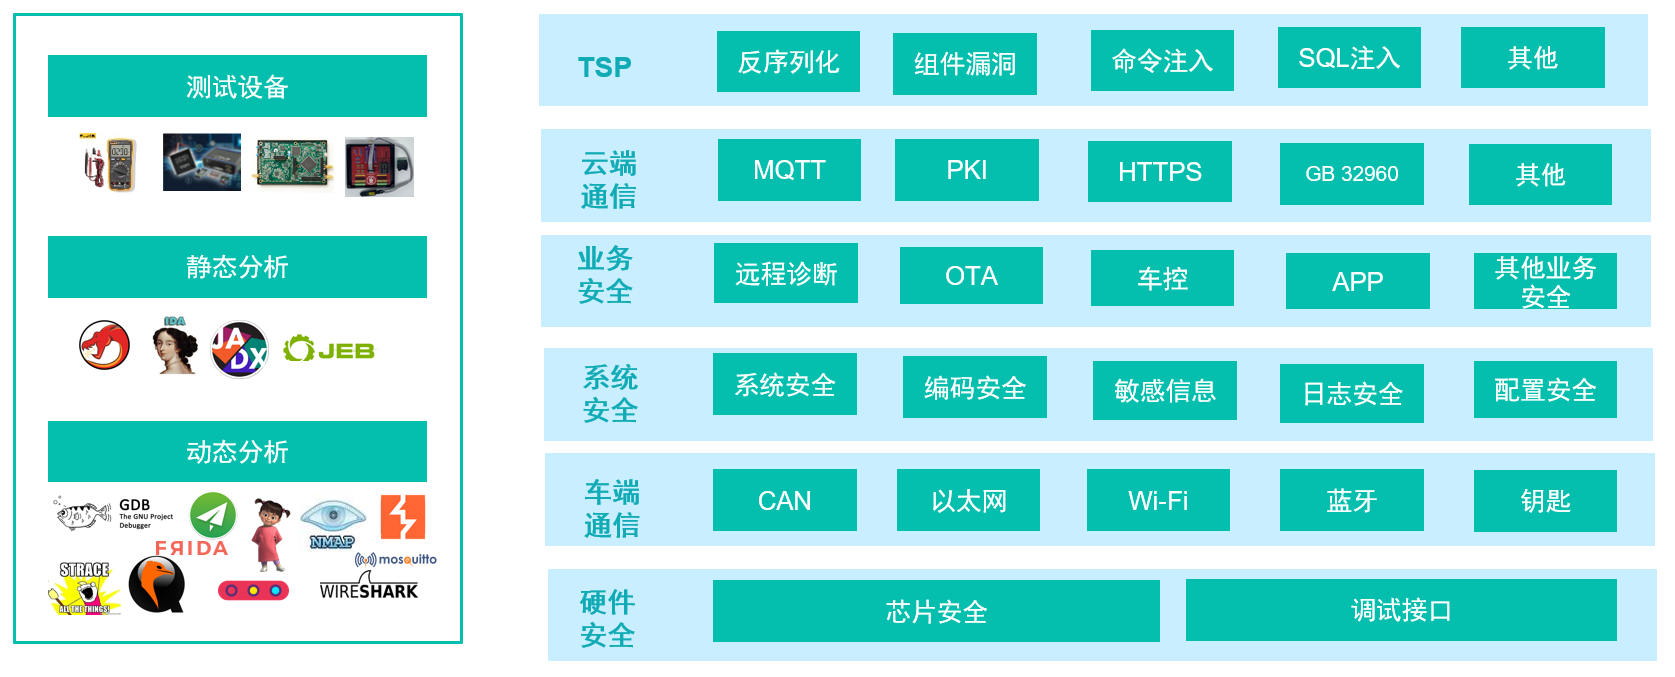 测试设备
静态分析
IDA
JADX
JEB
动态分析
GDB
The GNU Project
Debugger
FRIDA
NMAP
mosquitto
STRACE
ALL THE THINGS!
WIRESHARK
TSP
反序列化
组件漏洞
命令注入
SQL注入
其他
云端
通信
MQTT
PKI
HTTPS
GB 32960
其他
业务
安全
远程诊断
OTA
车控
APP
其他业务
安全
系统
安全
系统安全
编码安全
敏感信息
日志安全
配置安全
车端
通信
CAN
以太网
Wi-Fi
蓝牙
钥匙
硬件
安全
芯片安全
调试接口